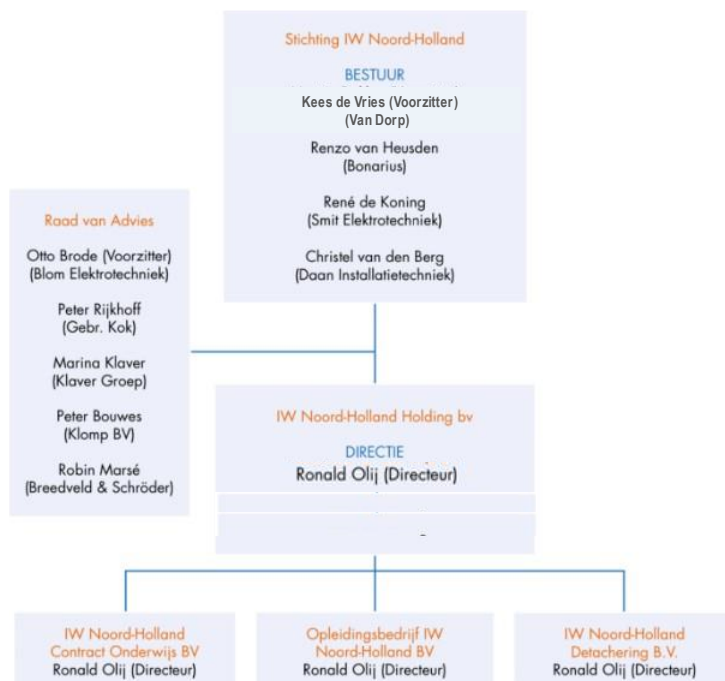 Stichting IW Noord-Holland
BESTUUR
Kees de Vries (Voorzitter)
(Van Dorp)
Renzo van Heusden
(Bonarius)
René de Koning
(Smit Elektrotechniek)
Christel van den Berg
(Daan Installatietechniek)
Raad van Advies
Otto Brode (Voorzitter)
(Blom Elektrotechniek)
Peter Rijkhoff
(Gebr. Kok)
Marina Klaver
(Klaver Groep)
Peter Bouwes
(Klomp BV)
Robin Marsé
(Breedveld & Schröder)
IW Noord-Holland Holding bv
DIRECTIE
Ronald Olij (Directeur)
IW Noord-Holland
Contract Onderwijs BV
Ronald Olij (Directeur)
Opleidingsbedrijf IW
Noord-Holland BV
Ronald Olij (Directeur)
IW Noord-Holland
Detachering B.V.
Ronald Olij (Directeur)